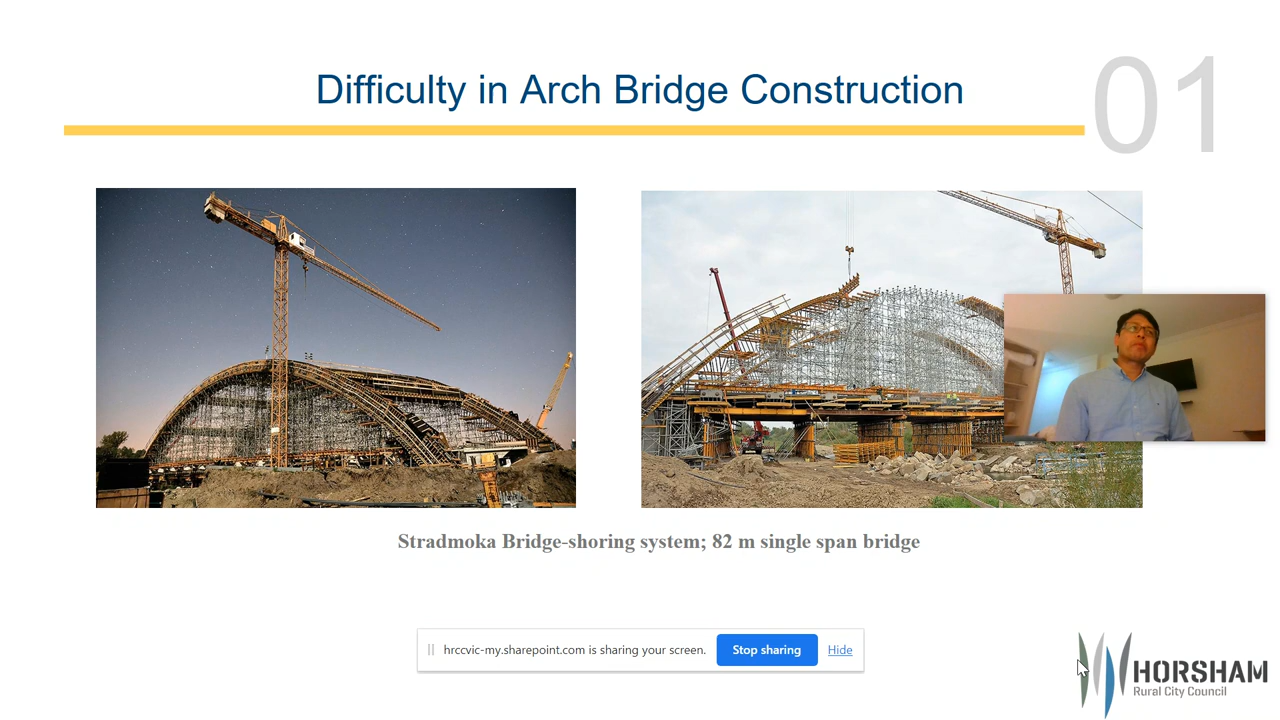 Difficulty in Arch Bridge Construction
01
Stradmoka Bridge-shoring system; 82 m single span bridge
hrccvic-my.sharepoint.com is sharing your screen.
Stop sharing
Hide
HORSHAM
Rural City Council